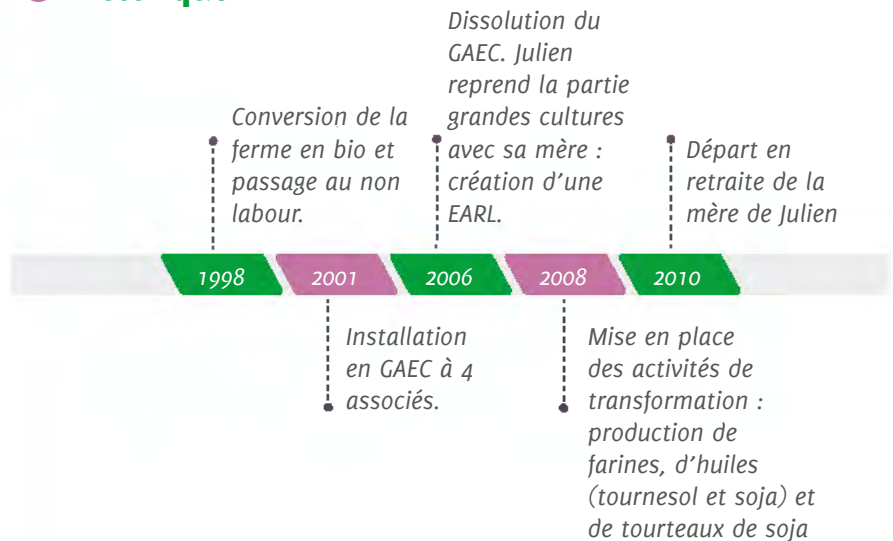 Dissolution du
GAEC. Julien
reprend la partie
grandes cultures
avec sa mère :
création d'une
EARL.
Conversion de la
ferme en bio et
passage au non
labour.
Départ en
retraite de la
mère de Julien
1998
2001
2006
2008
2010
Installation
en GAEC à 4
associés.
Mise en place
des activités de
transformation :
production de
farines, d'huiles
(tournesol et soja) et
de tourteaux de soja